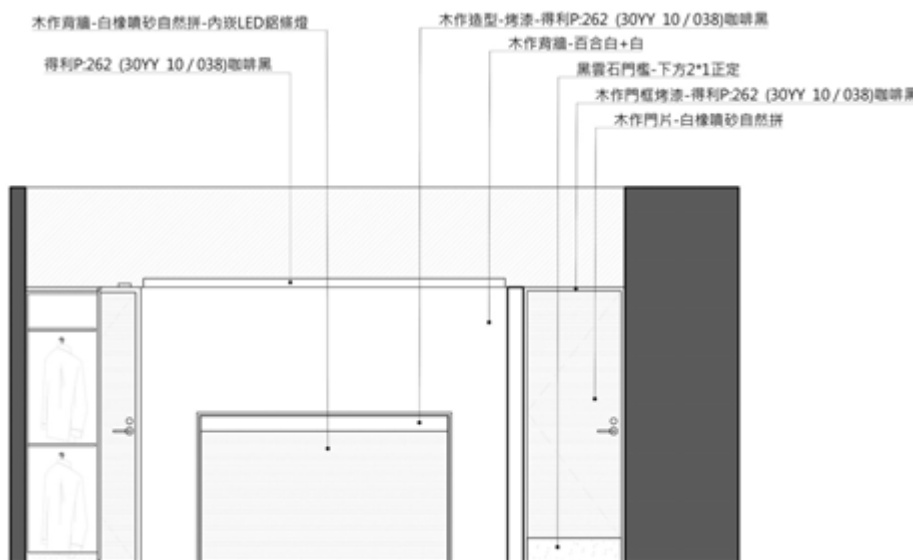 木作背牆-白橡噴砂自然拼-內崁LED鋁條燈
木作造型-烤漆-得利P:262 (30YY 10 / 038)咖啡黑
木作背牆-百合白+白
得利P:262 (30YY 10 / 038)咖啡黑
黑雲石門檻-下方2*1正定
木作門框烤漆-得利P:262 (30YY 10 / 038)咖啡黑
木作門片-白橡噴砂自然拼